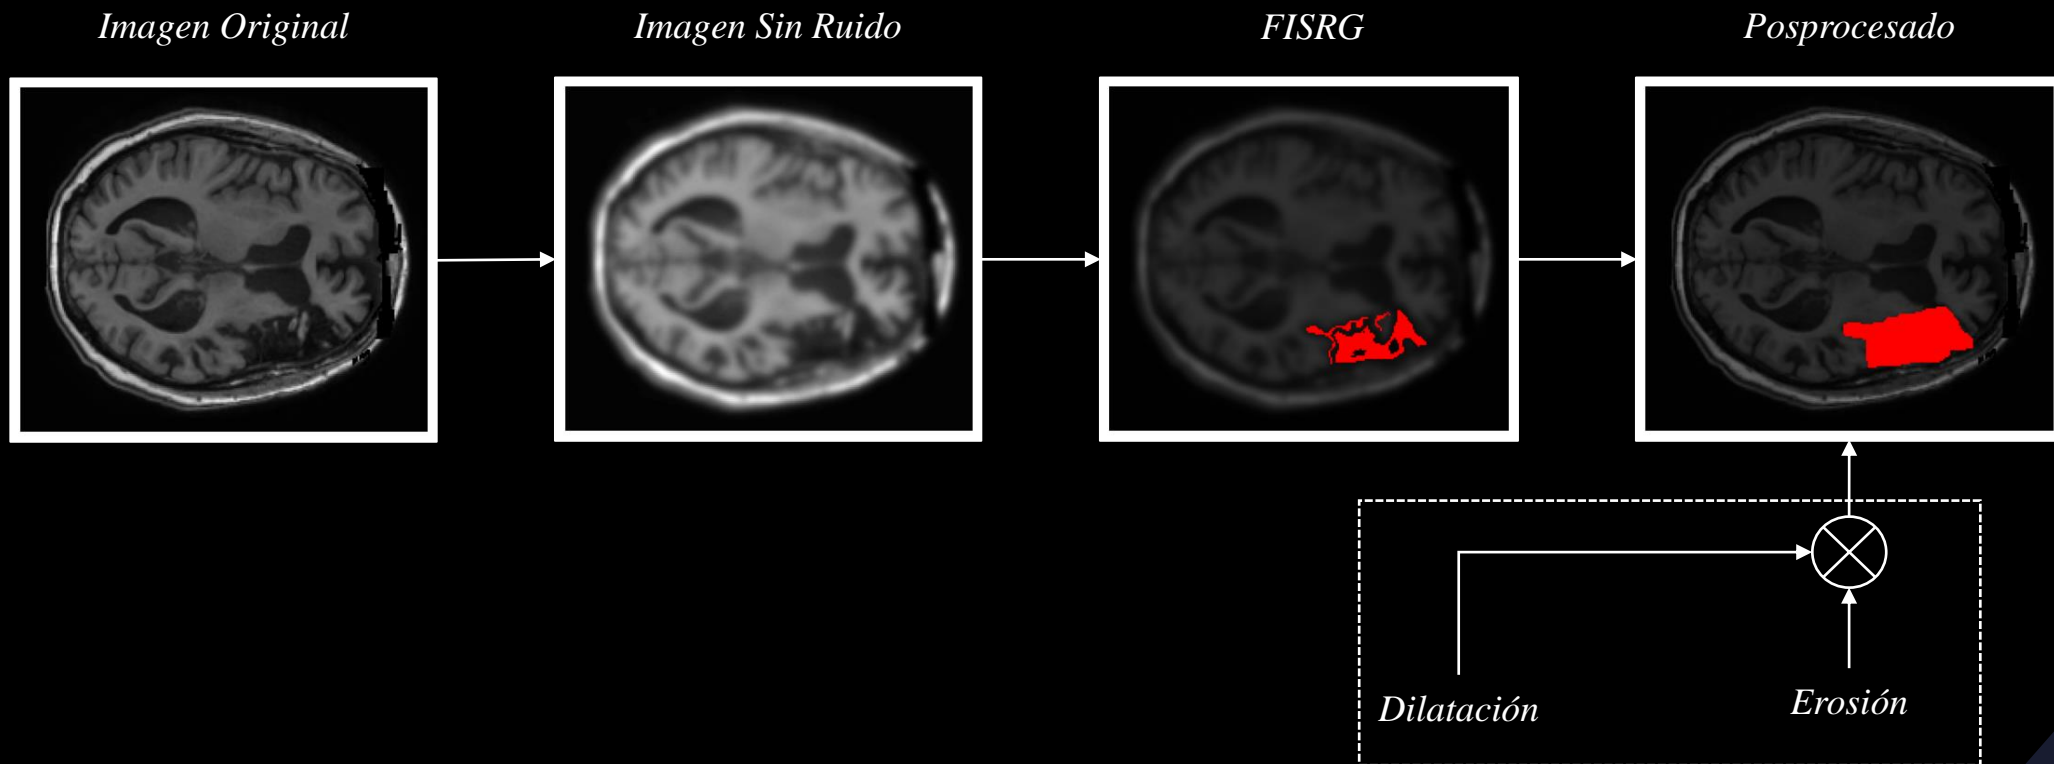 Imagen Original
Imagen Sin Ruido
FISRG
Posprocesado
Dilatación
Erosión